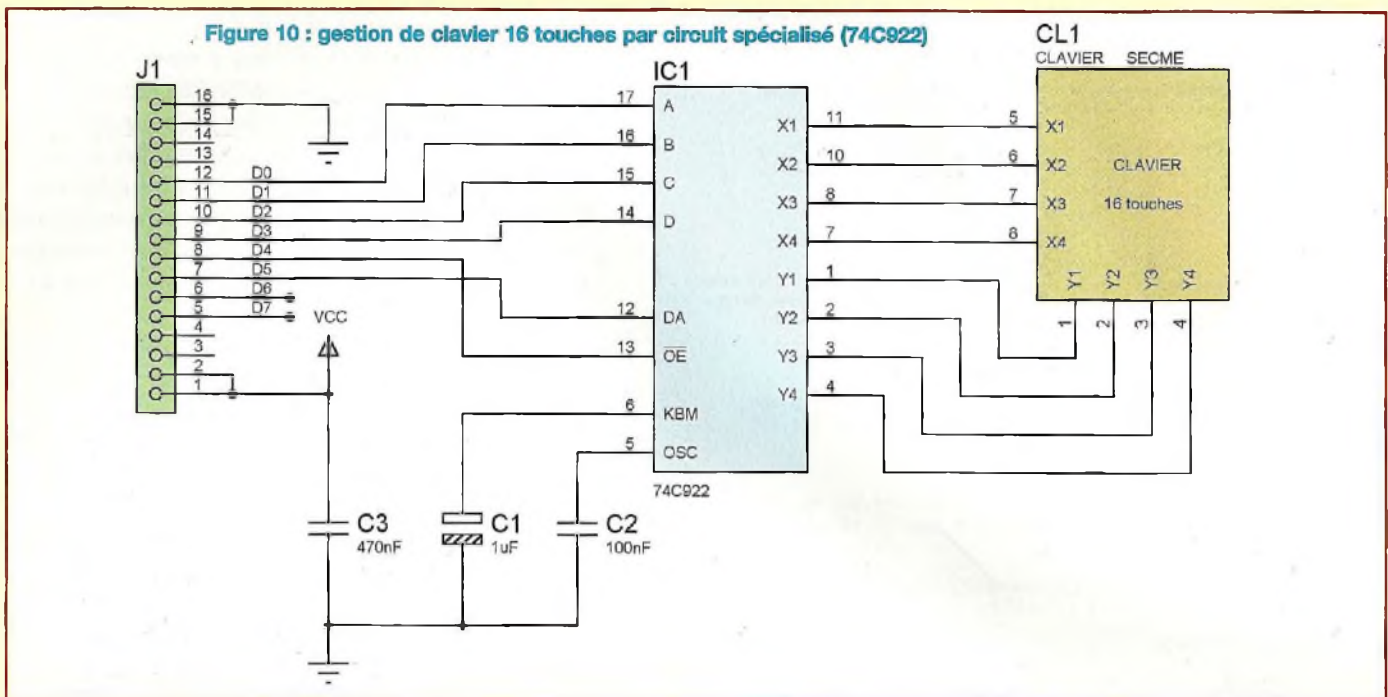 Figure 10 : gestion de clavier 16 touches par circuit spécialisé (74C922)
J1
16
15
14
13
12 D0
11 D1
10 D2
9 D3
8 D4
7 D5
6 D6
5 D7
4
3
2
1
VCC
IC1
17 A
16 B
15 C
14 D
12 DA
13 OE
6 KBM
5 OSC
X1 11
X2 10
X3 8
X4 7
Y1 1
Y2 2
Y3 3
Y4 4
74C922
CL1
CLAVIER SECME
5 X1
6 X2
7 X3
8 X4
CLAVIER
16 touches
Y1 Y2 Y3 Y4
1 2 3 4
C3
470nF
C1
1uF
C2
100nF